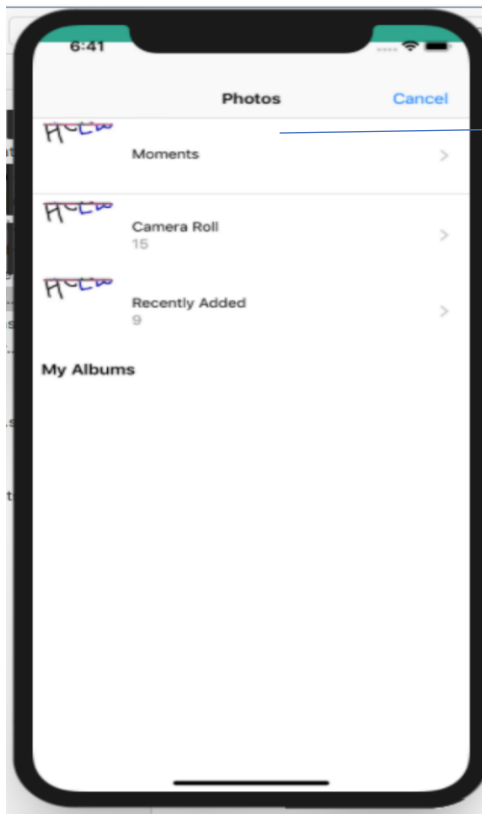 6:41
Photos
Cancel
Moments
Camera Roll
15
Recently Added
9
My Albums